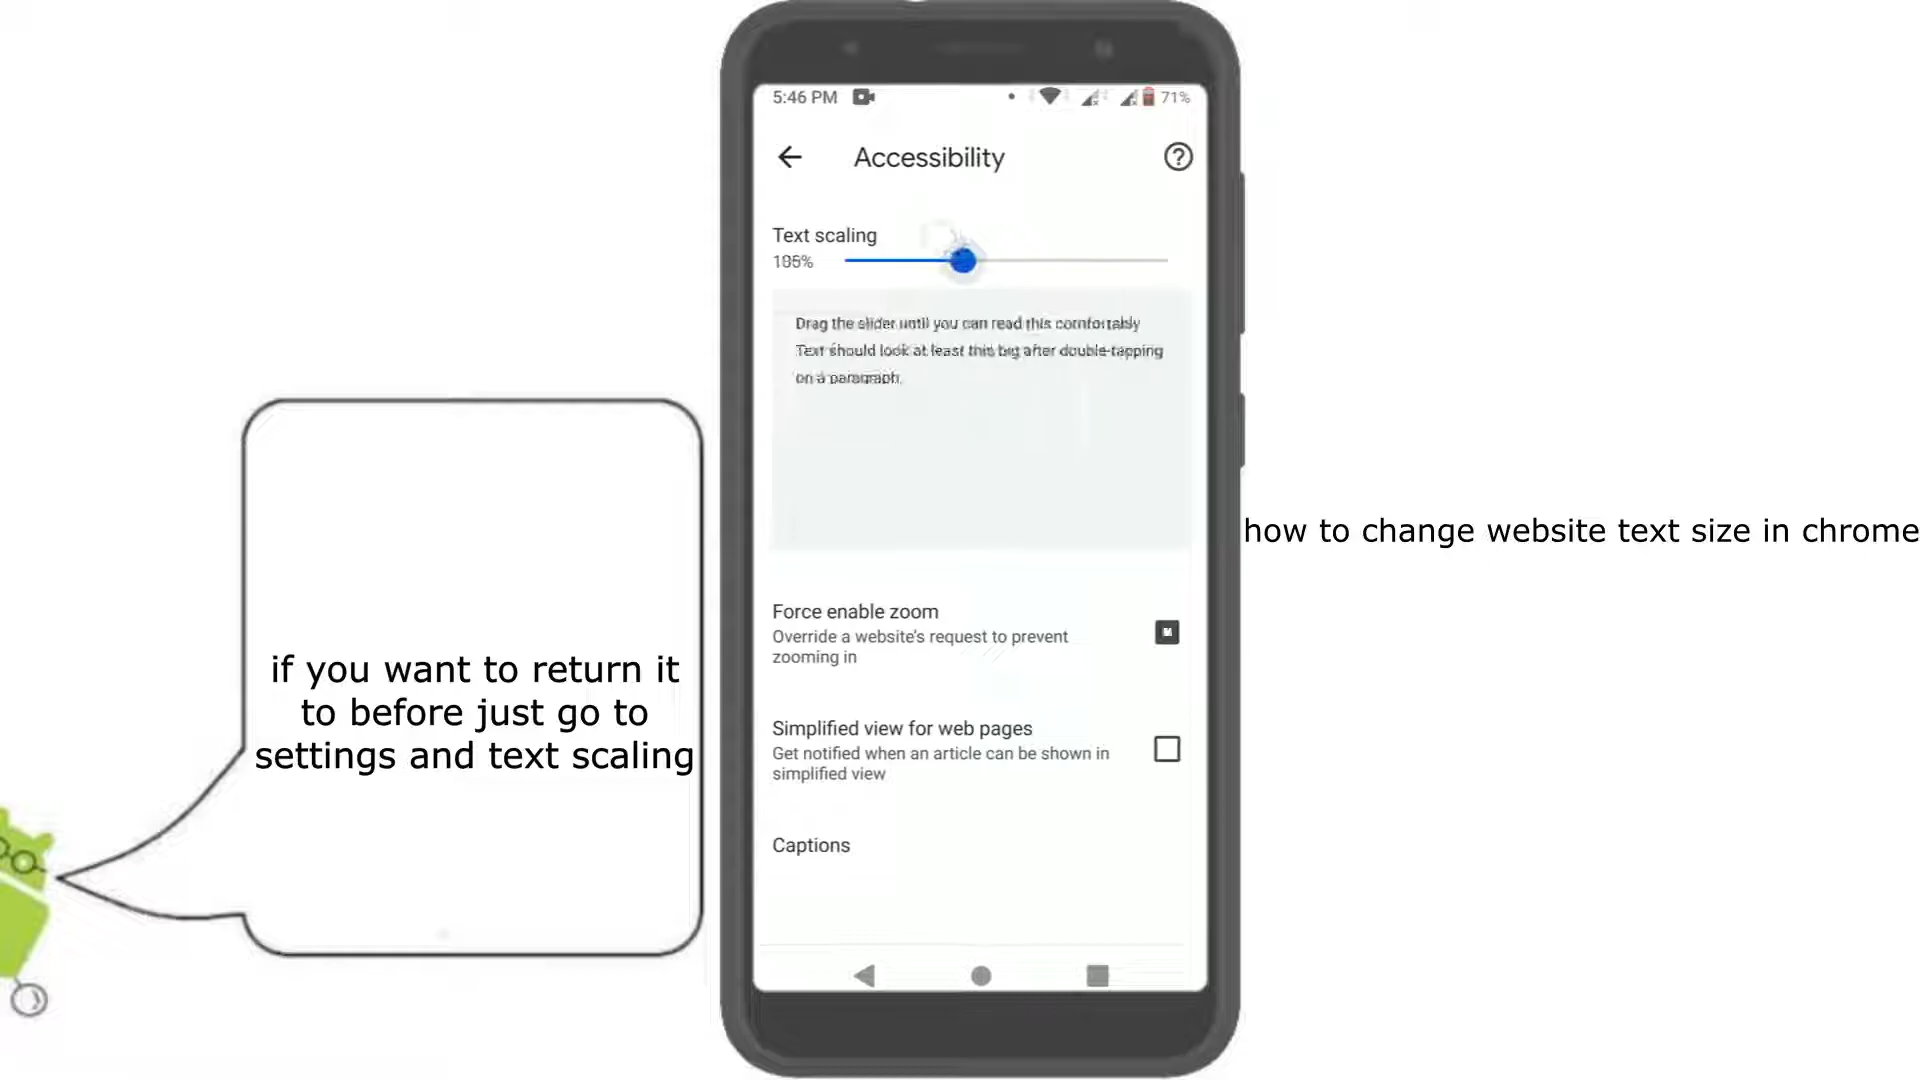 if you want to return it
to before just go to
settings and text scaling
5:46 PM
71%
Accessibility
Text scaling
Drag the slider until you can read this comfortably
Text should look at least this big after double-tapping
on a paragraph.
Force enable zoom
Override a website's request to prevent
zooming in
Simplified view for web pages
Get notified when an article can be shown in
simplified view
Captions
how to change website text size in chrome